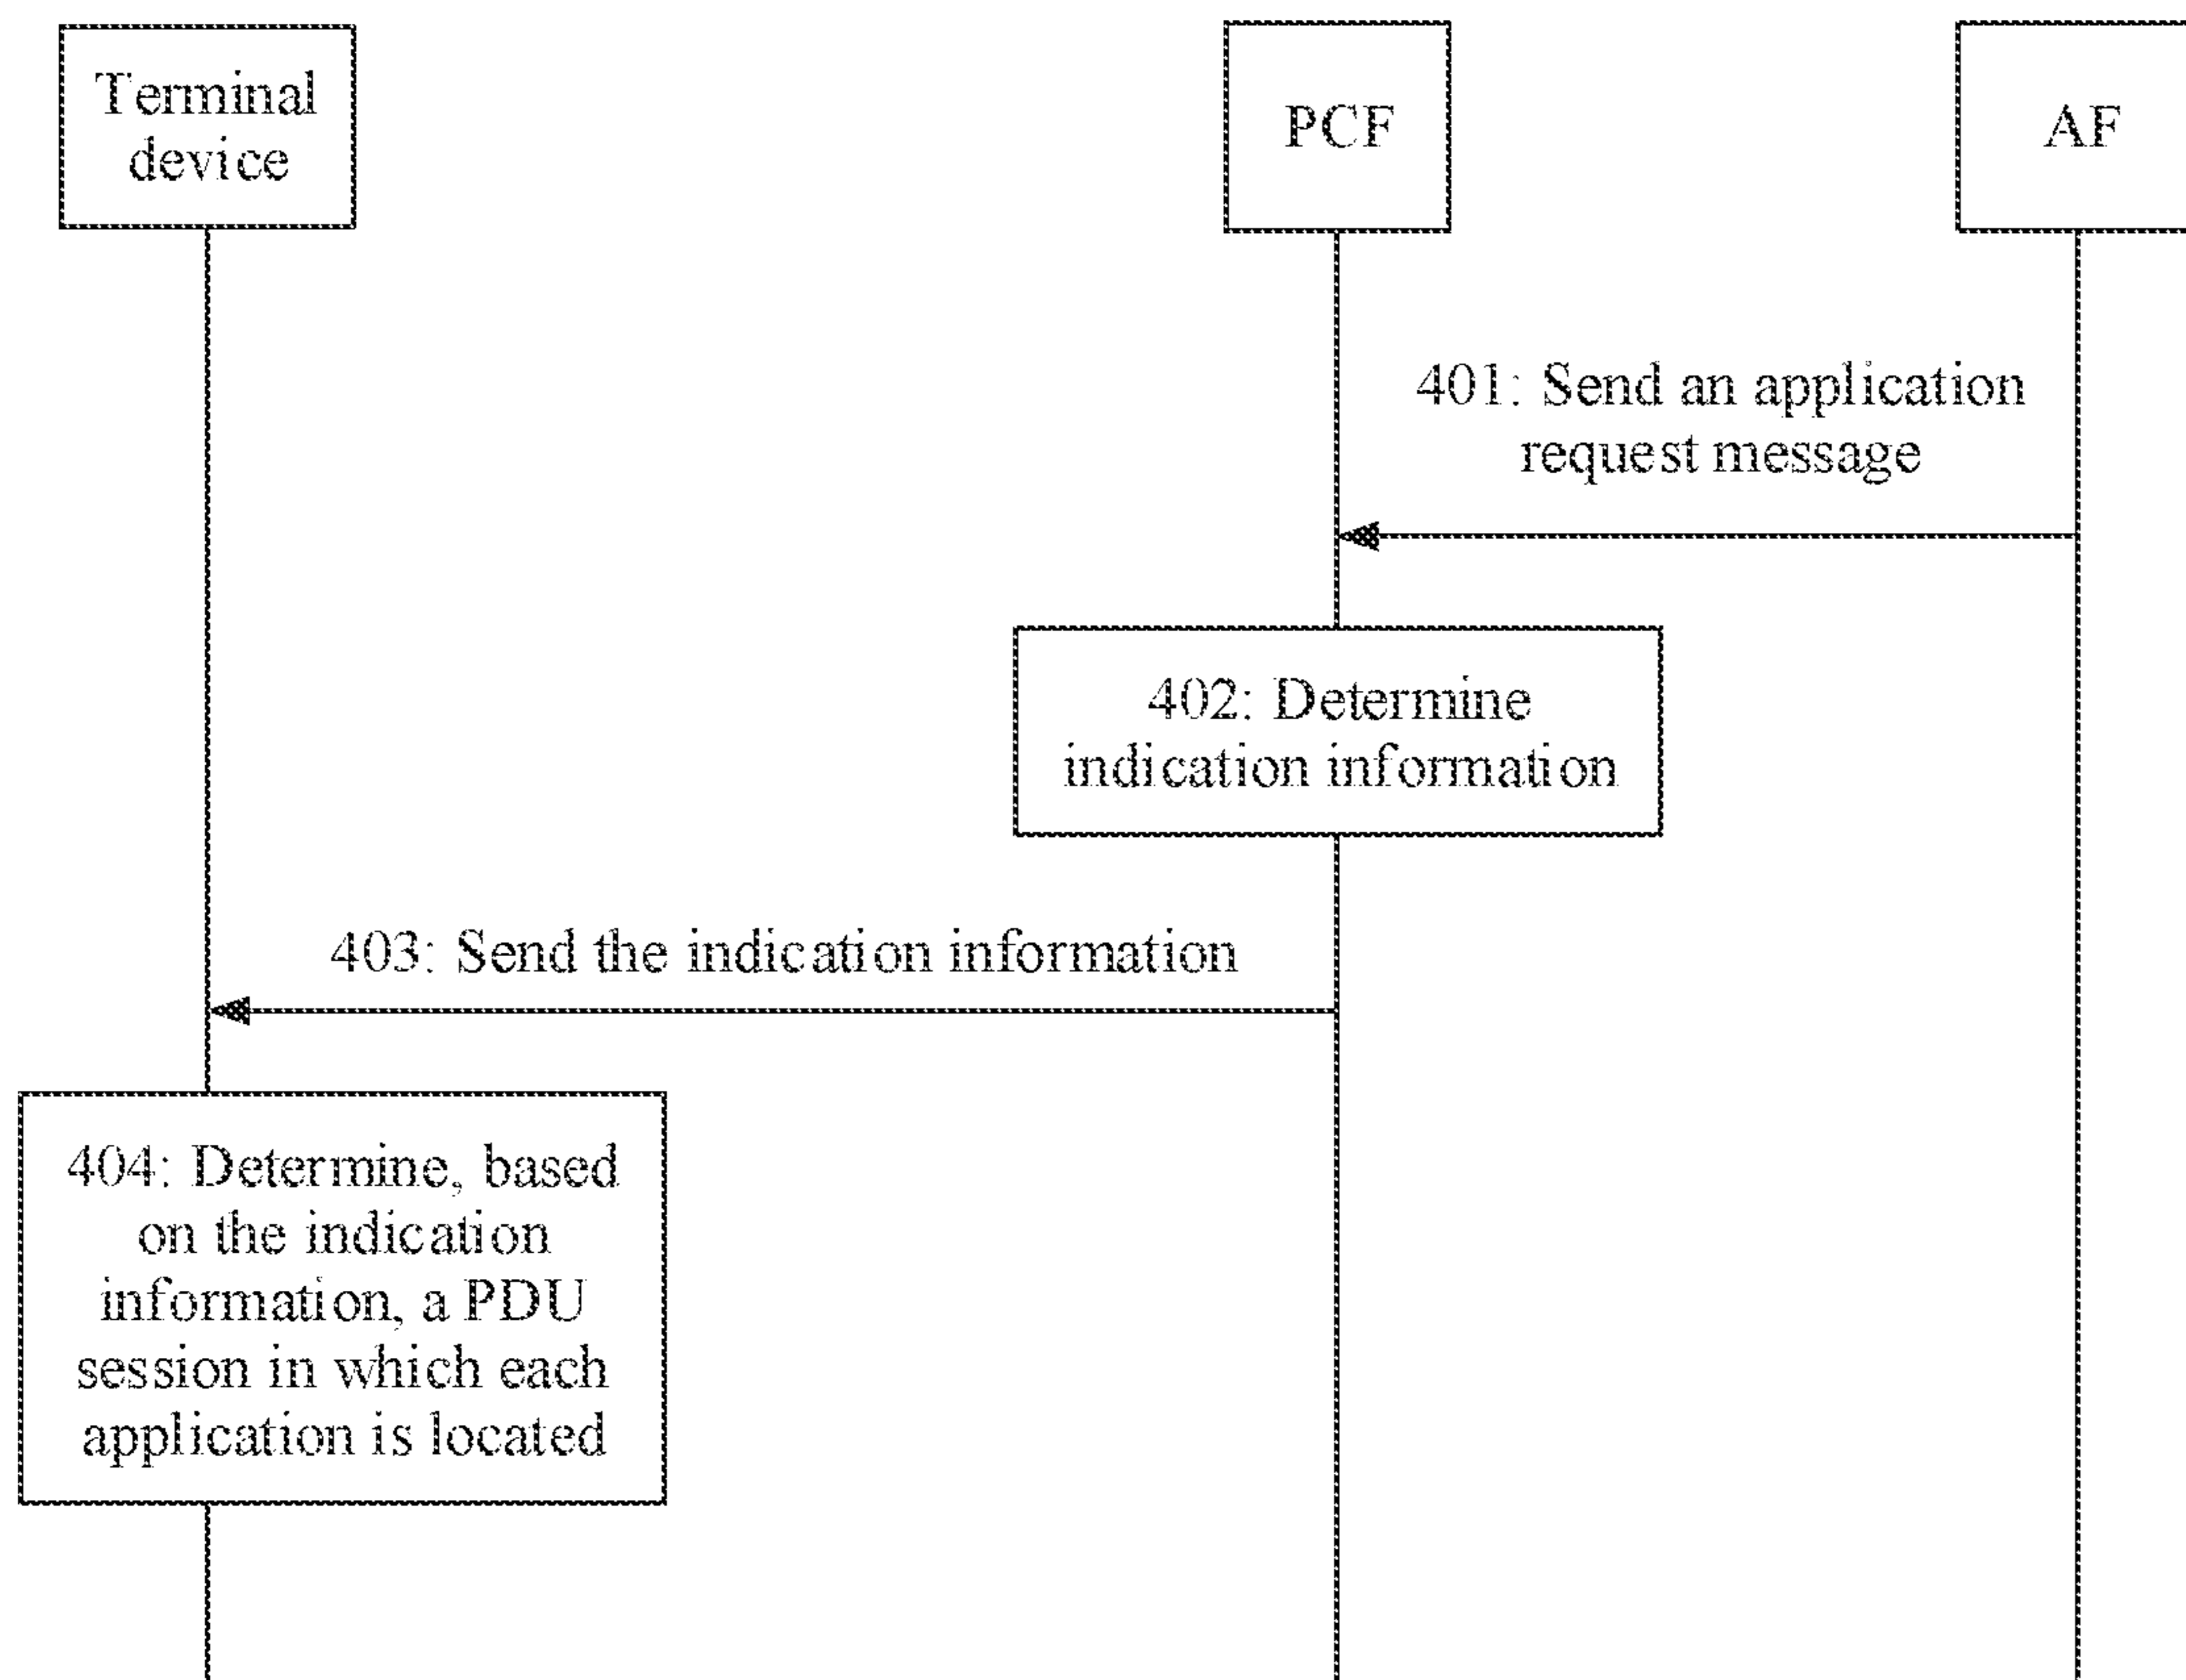 Terminal
device
PCF
AF
401: Send an application
request message
402: Determine
indication information
403: Send the indication information
404: Determine, based
on the indication
information, a PDU
session in which each
application is located